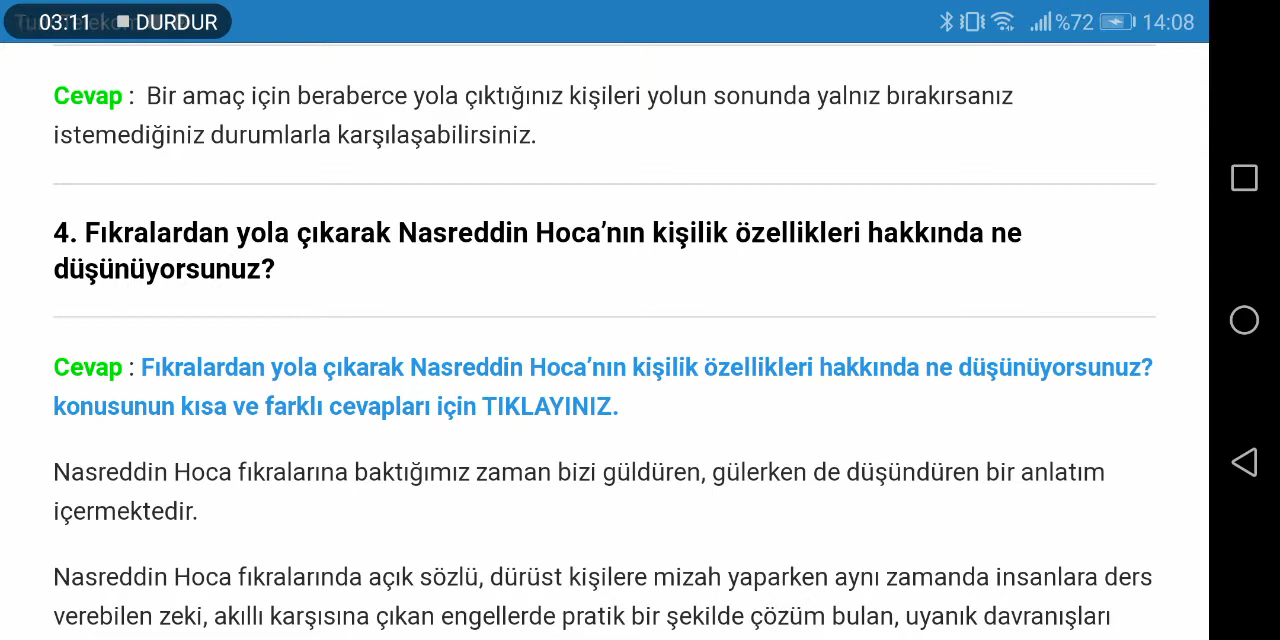 03:11 DURDUR %72 14:08
Cevap : Bir amaç için beraberce yola çıktığınız kişileri yolun sonunda yalnız bırakırsanız
istemediğiniz durumlarla karşılaşabilirsiniz.
4. Fıkralardan yola çıkarak Nasreddin Hoca’nın kişilik özellikleri hakkında ne
düşünüyorsunuz?
Cevap : Fıkralardan yola çıkarak Nasreddin Hoca’nın kişilik özellikleri hakkında ne düşünüyorsunuz?
konusunun kısa ve farklı cevapları için TIKLAYINIZ.
Nasreddin Hoca fıkralarına baktığımız zaman bizi güldüren, gülerken de düşündüren bir anlatım
içermektedir.
Nasreddin Hoca fıkralarında açık sözlü, dürüst kişilere mizah yaparken aynı zamanda insanlara ders
verebilen zeki, akıllı karşısına çıkan engellerde pratik bir şekilde çözüm bulan, uyanık davranışları